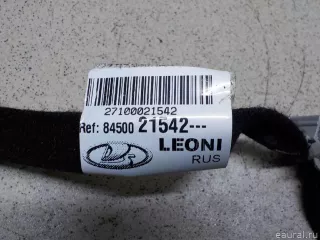 27100021542
Ref: 84500 21542---
LEONI
RUS
eaural.ru